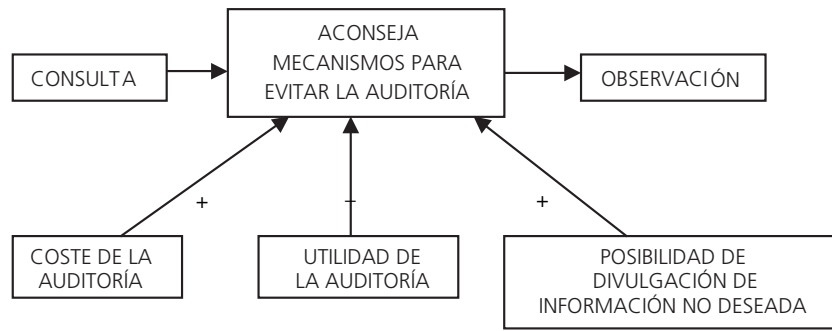 ACONSEJA
MECANISMOS PARA
EVITAR LA AUDITORÍA
CONSULTA
OBSERVACIÓN
+
–
+
COSTE DE LA
AUDITORÍA
UTILIDAD DE
LA AUDITORÍA
POSIBILIDAD DE
DIVULGACIÓN DE
INFORMACIÓN NO DESEADA